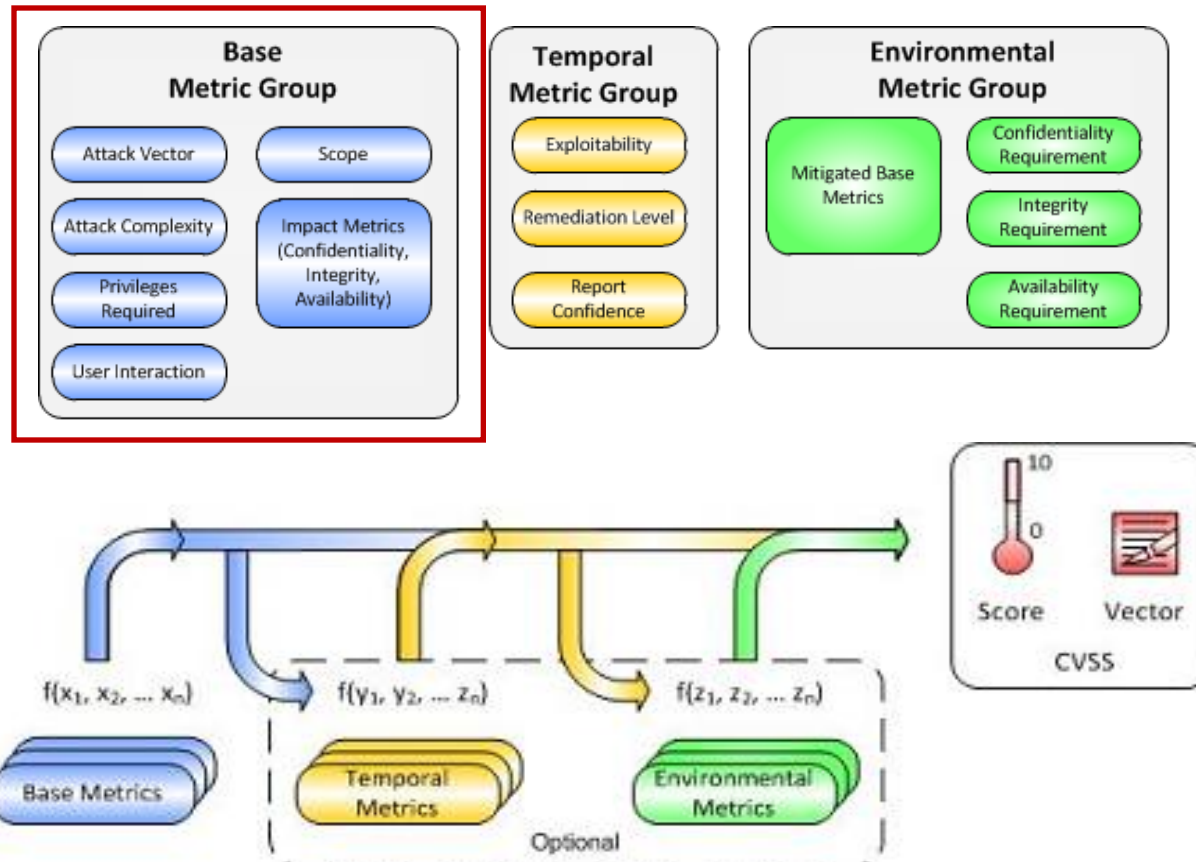 Base
Metric Group
Attack Vector
Scope
Attack Complexity
Impact Metrics
(Confidentiality,
Integrity,
Availability)
Privileges
Required
User Interaction
Temporal
Metric Group
Exploitability
Remediation Level
Report
Confidence
Environmental
Metric Group
Mitigated Base
Metrics
Confidentiality
Requirement
Integrity
Requirement
Availability
Requirement
10
0
Score
Vector
CVSS
f(x₁, x₂, ... xₙ)
f(y₁, y₂, ... zₙ)
f(z₁, z₂, ... zₙ)
Base Metrics
Temporal
Metrics
Environmental
Metrics
Optional